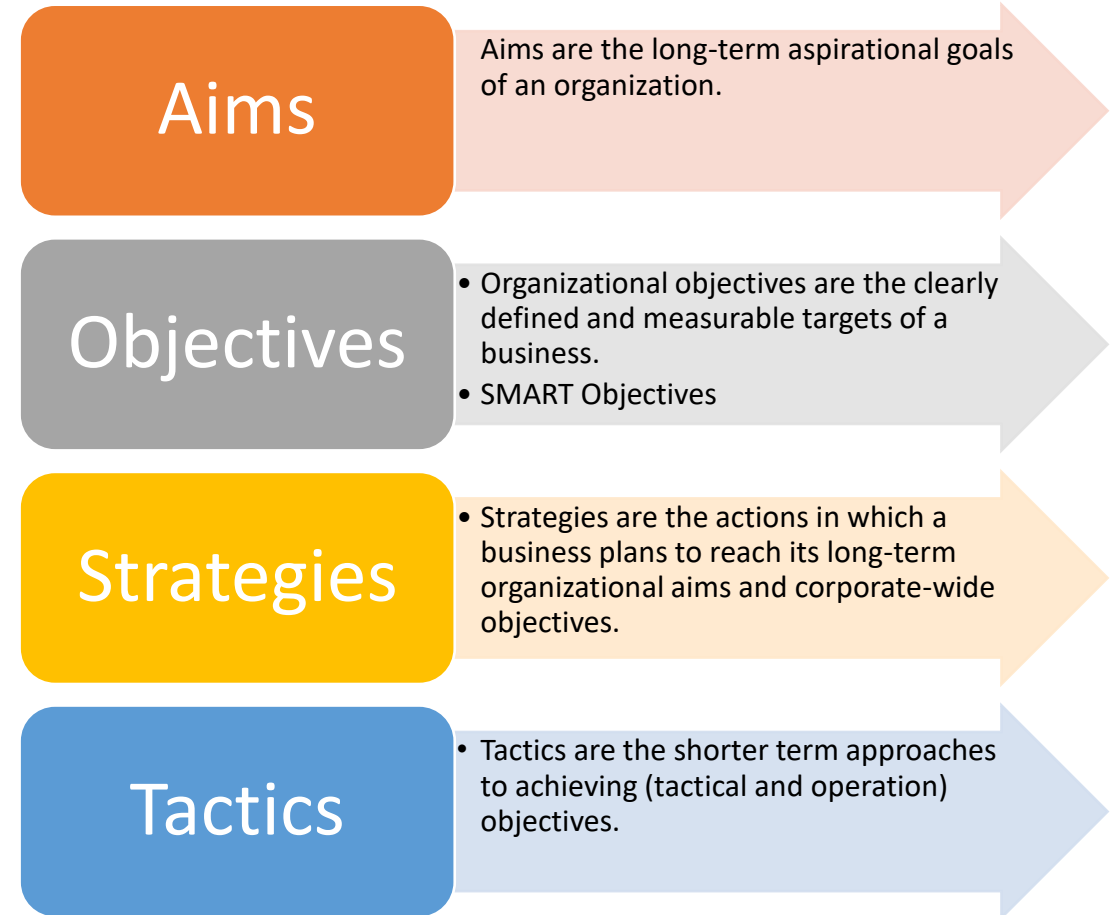 Aims
Aims are the long-term aspirational goals
of an organization.
Objectives
• Organizational objectives are the clearly
defined and measurable targets of a
business.
• SMART Objectives
Strategies
• Strategies are the actions in which a
business plans to reach its long-term
organizational aims and corporate-wide
objectives.
Tactics
• Tactics are the shorter term approaches
to achieving (tactical and operation)
objectives.